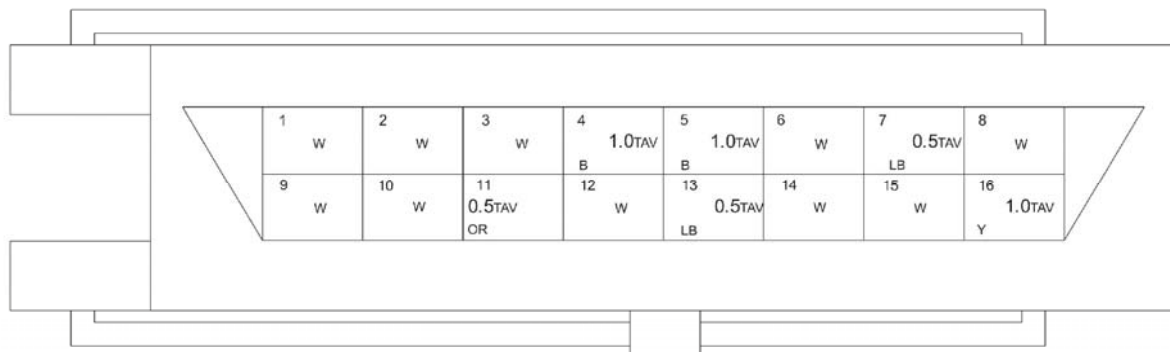 1 2 3 4 5 6 7 8
W W W 1.0TAV 1.0TAV W 0.5TAV W
B B LB
9 10 11 12 13 14 15 16
W W 0.5TAV W 0.5TAV W W 1.0TAV
OR LB Y